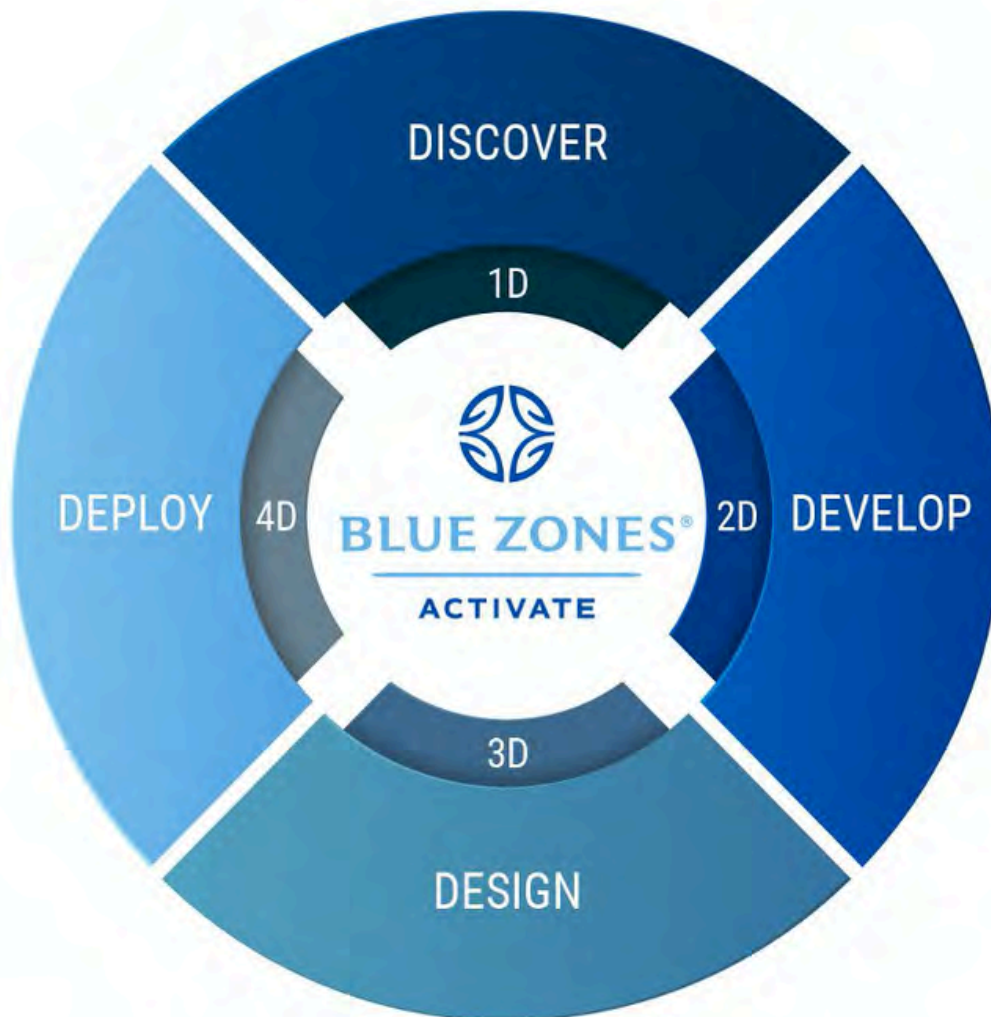 DISCOVER
1D
DEPLOY
4D
BLUE ZONES®
ACTIVATE
2D
DEVELOP
3D
DESIGN